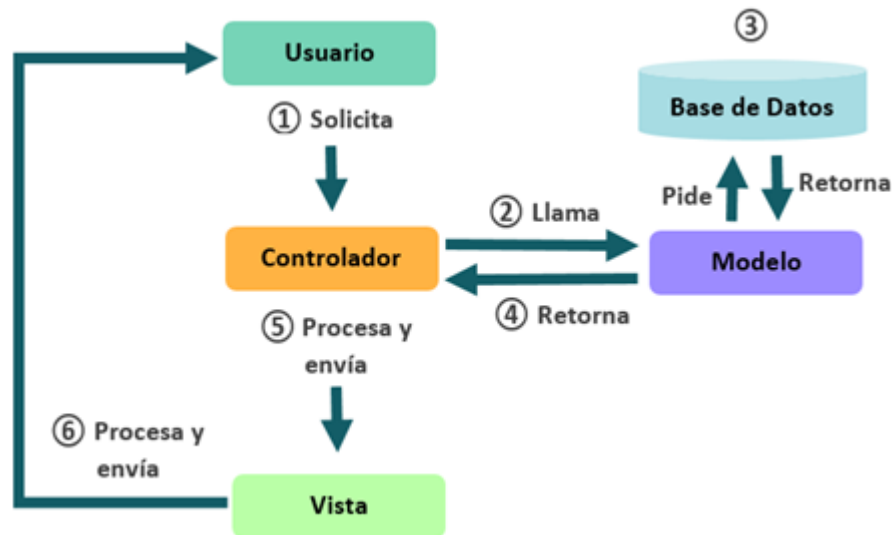 ③
Usuario
Base de Datos
① Solicita
Pide
Retorna
② Llama
Controlador
Modelo
④ Retorna
⑤ Procesa y
envía
⑥ Procesa y
envía
Vista